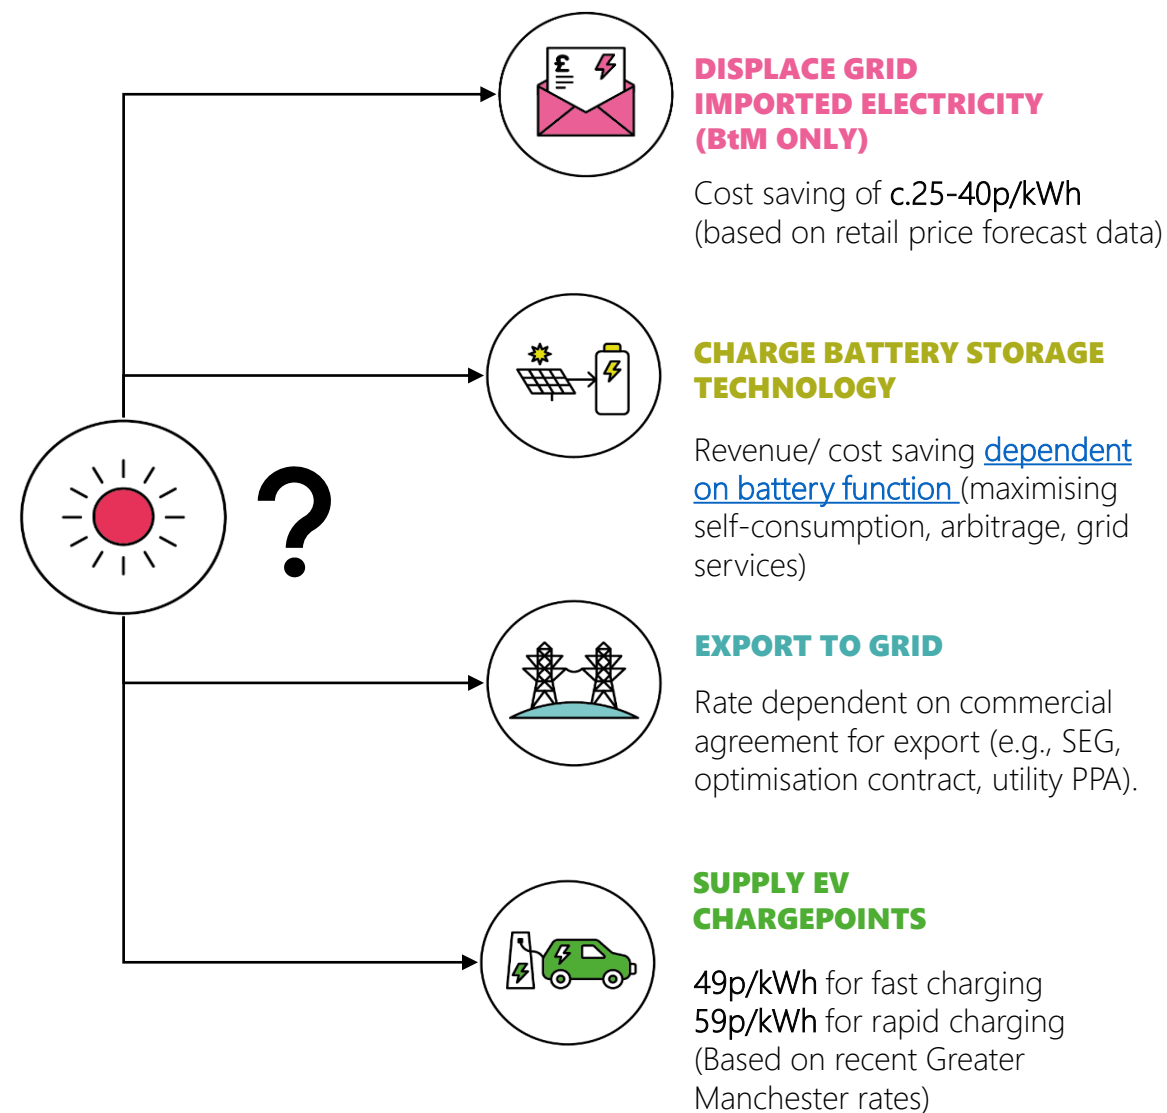 £
DISPLACE GRID
IMPORTED ELECTRICITY
(BtM ONLY)
Cost saving of c.25-40p/kWh
(based on retail price forecast data)
CHARGE BATTERY STORAGE
TECHNOLOGY
Revenue/ cost saving dependent
on battery function (maximising
self-consumption, arbitrage, grid
services)
?
EXPORT TO GRID
Rate dependent on commercial
agreement for export (e.g., SEG,
optimisation contract, utility PPA).
SUPPLY EV
CHARGEPOINTS
49p/kWh for fast charging
59p/kWh for rapid charging
(Based on recent Greater
Manchester rates)